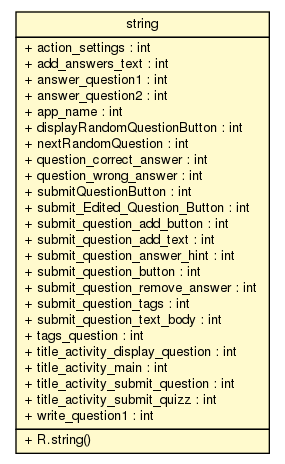 string
+ action_settings : int
+ add_answers_text : int
+ answer_question1 : int
+ answer_question2 : int
+ app_name : int
+ displayRandomQuestionButton : int
+ nextRandomQuestion : int
+ question_correct_answer : int
+ question_wrong_answer : int
+ submitQuestionButton : int
+ submit_Edited_Question_Button : int
+ submit_question_add_button : int
+ submit_question_add_text : int
+ submit_question_answer_hint : int
+ submit_question_button : int
+ submit_question_remove_answer : int
+ submit_question_tags : int
+ submit_question_text_body : int
+ tags_question : int
+ title_activity_display_question : int
+ title_activity_main : int
+ title_activity_submit_question : int
+ title_activity_submit_quizz : int
+ write_question1 : int
+ R.string()